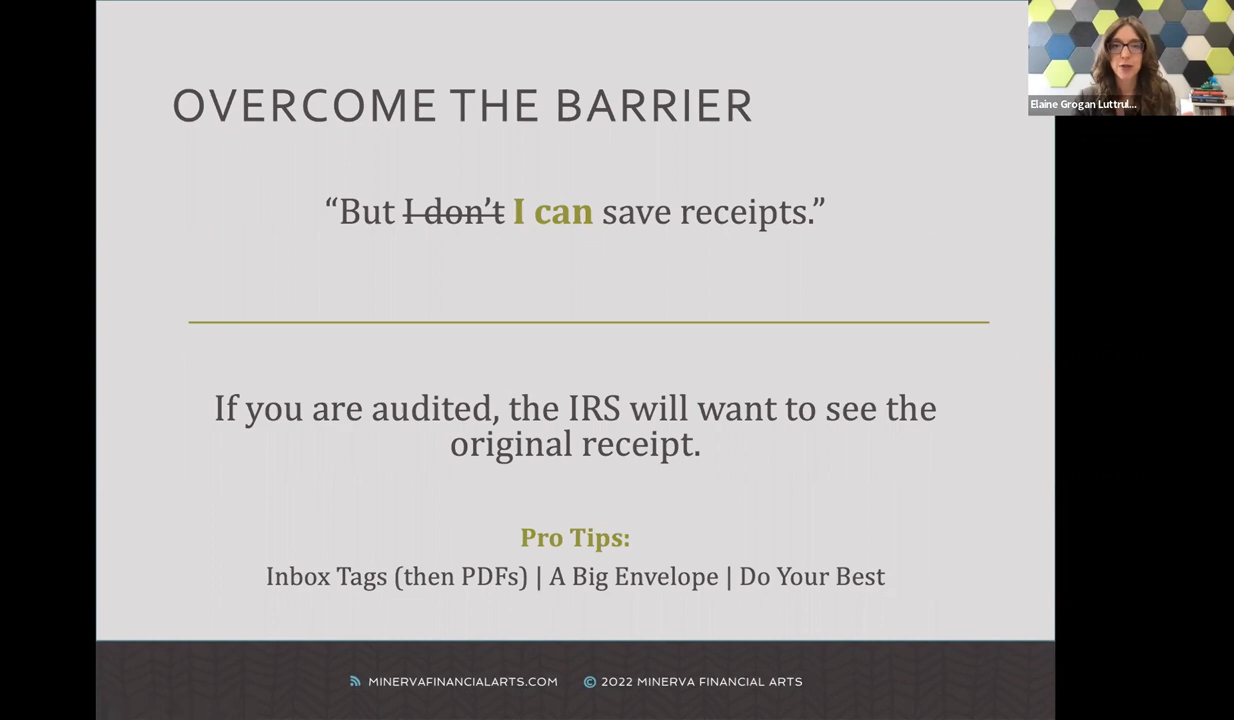 OVERCOME THE BARRIER
“But I don’t I can save receipts.”
If you are audited, the IRS will want to see the
original receipt.
Pro Tips:
Inbox Tags (then PDFs) | A Big Envelope | Do Your Best
MINERVAFINANCIALARTS.COM © 2022 MINERVA FINANCIAL ARTS
Elaine Grogan Luttrul...